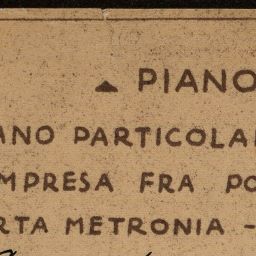 ▲ PIANO
ANO PARTICOLA
MPRESA FRA PO
RTA METRONIA -